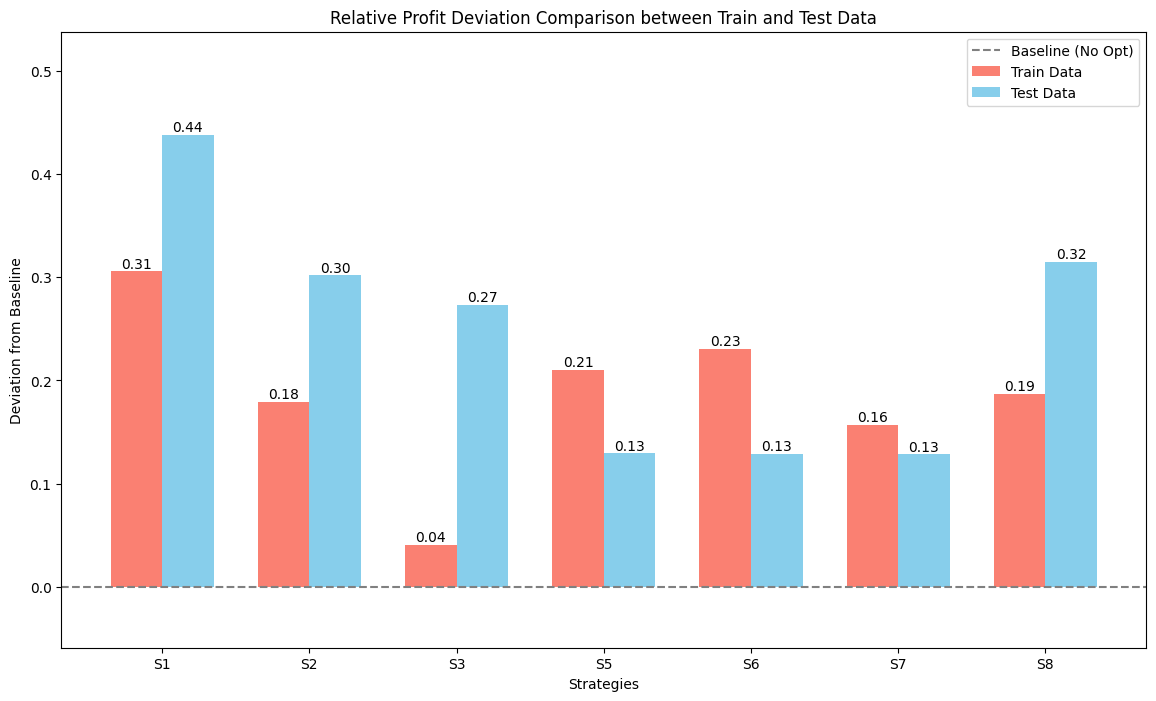 Relative Profit Deviation Comparison between Train and Test Data
Baseline (No Opt)
Train Data
Test Data
Deviation from Baseline
0.5
0.4
0.3
0.2
0.1
0.0
0.31
0.44
0.18
0.30
0.04
0.27
0.21
0.13
0.23
0.13
0.16
0.13
0.19
0.32
S1 S2 S3 S5 S6 S7 S8
Strategies